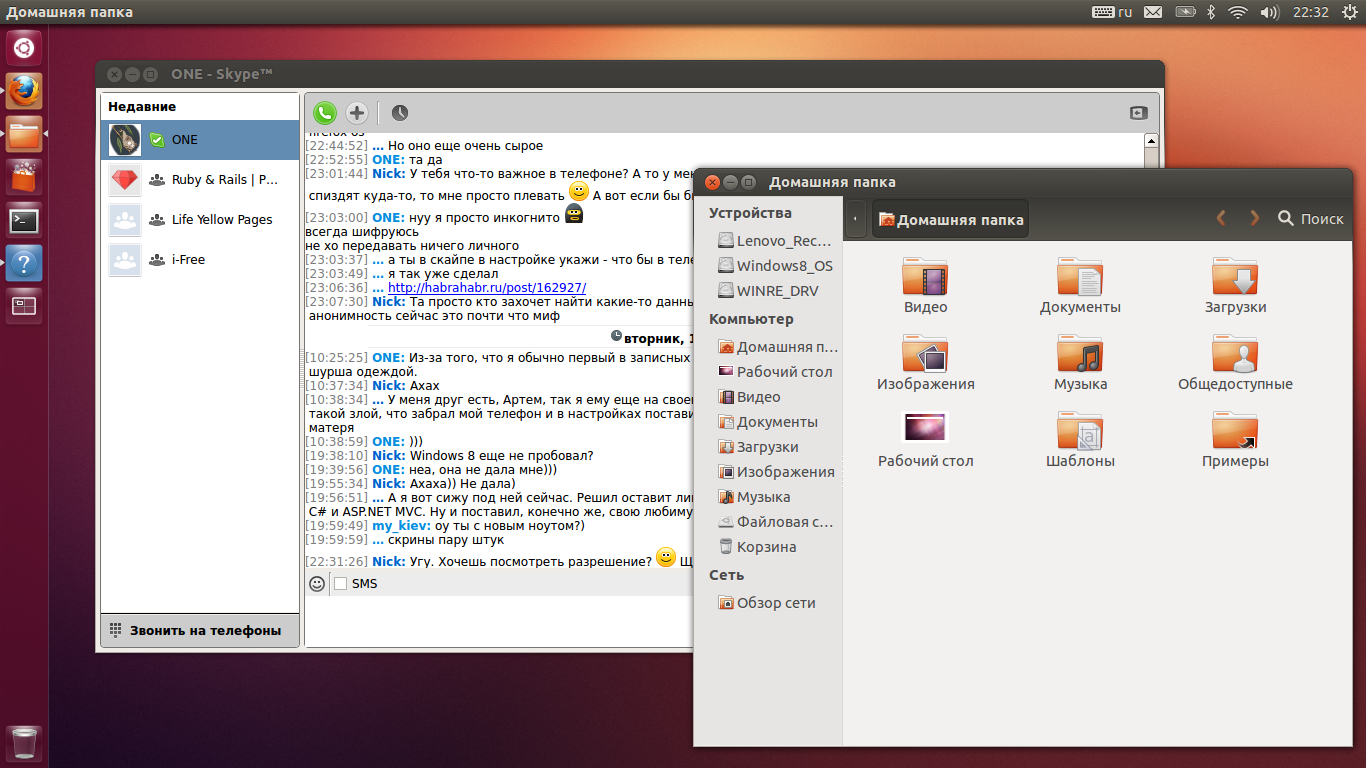 Домашняя папка
ru
22:32
ONE - Skype™
Недавние
ONE
Ruby & Rails | P...
Life Yellow Pages
i-Free
Звонить на телефоны
firefox os
[22:44:52] ... Но оно еще очень сырое
[22:52:55] ONE: та да
[23:01:44] Nick: У тебя что-то важное в телефоне? А то у мен
спиздят куда-то, то мне просто плевать А вот если бы б
[23:03:00] ONE: нуу я просто инкогнито
всегда шифруюсь
не хо передавать ничего личного
[23:03:37] ... а ты в скайпе в настройке укажи - что бы в теле
[23:03:49] ... я так уже сделал
[23:06:36] ... http://habrahabr.ru/post/162927/
[23:07:30] Nick: Та просто кто захочет найти какие-то данны
анонимность сейчас это почти что миф
вторник, 1
[10:25:25] ONE: Из-за того, что я обычно первый в записных
шурша одеждой.
[10:37:34] Nick: Ахах
[10:38:34] ... У меня друг есть, Артем, так я ему еще на свое
такой злой, что забрал мой телефон и в настройках постави
матеря
[10:38:59] ONE: )))
[19:38:10] Nick: Windows 8 еще не пробовал?
[19:39:56] ONE: неа, она не дала мне)))
[19:55:34] Nick: Ахаха)) Не дала)
[19:56:51] ... А я вот сижу под ней сейчас. Решил оставит ли
C# и ASP.NET MVC. Ну и поставил, конечно же, свою любиму
[19:59:49] my_kiev: оу ты с новым ноутом?)
[19:59:59] ... скрины пару штук
[22:31:26] Nick: Угу. Хочешь посмотреть разрешение? Щ
SMS
Домашняя папка
Устройства
Lenovo_Rec...
Windows8_OS
WINRE_DRV
Компьютер
Домашняя п...
Рабочий стол
Видео
Документы
Загрузки
Изображения
Музыка
Файловая с...
Корзина
Сеть
Обзор сети
Домашняя папка
Поиск
Видео
Документы
Загрузки
Изображения
Музыка
Общедоступные
Рабочий стол
Шаблоны
Примеры